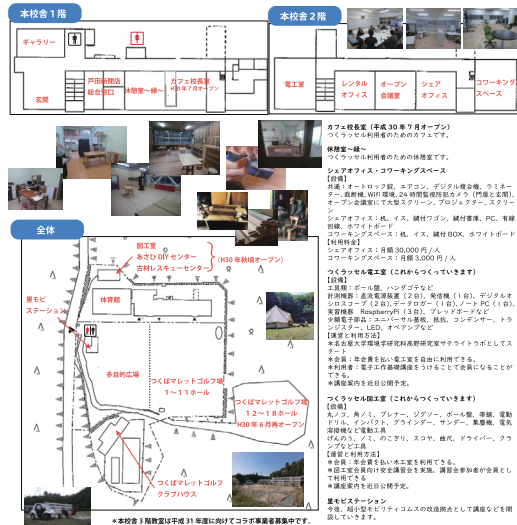 本校舎1階
ギャラリー
玄関
戸田新聞店
総合窓口
休憩室～縁～
カフェ校長室
H30年7月オープン
本校舎2階
電工室
レンタル
オフィス
オープン
会議室
シェア
オフィス
コワーキング
スペース
全体
図工室
あさひDIYセンター
古材レスキューセンター
(H30年秋頃オープン)
里モビ
ステーション
体育館
多目的広場
つくばマレットゴルフ場
1～11ホール
つくばマレットゴルフ場
12～18ホール
H30年6月再オープン
つくばマレットゴルフ
クラブハウス
*本校舎3階教室は平成31年度に向けてコラボ事業者募集中です。
カフェ校長室（平成30年7月オープン）
つくラッセル利用者のためのカフェです。
休憩室～縁～
つくラッセル利用者のための休憩室です。
シェアオフィス・コワーキングスペース
【設備】
共通：オートロック錠、エアコン、デジタル複合機、ラミネー
ター、裁断機、Wifi環境、24時間監視防犯カメラ（門扉と玄関）、
オープン会議室にて大型スクリーン、プロジェクター、スクリー
ン
シェアオフィス：机、イス、鍵付ワゴン、鍵付書庫、PC、有線
回線、ホワイトボード
コワーキングスペース：机、イス、鍵付BOX、ホワイトボード
【利用料金】
シェアオフィス：月額30,000円/人
コワーキングスペース：月額3,000円/人
つくラッセル電工室（これからつくっていきます）
【設備】
工具類：ボール盤、ハンダゴテなど
計測機器：直流電源装置（2台）、発信機（1台）、デジタルオ
シロスコープ（2台）、データロガー（1台）、ノートPC（1台）、
実習機器　RaspberryPi（3台）、ブレッドボードなど
少額電子部品：ユニバーサル基板、抵抗、コンデンサー、トラ
ンジスター、LED、オペアンプなど
【運営と利用方法】
*名古屋大学環境学研究科高野研究室サテライトラボとしてス
タート
*会員：年会費を払い電工室を自由に利用できる。
*利用者：電子工作基礎講座をうけることで会員になることが
できる。
*講座案内を近日公開予定。
つくラッセル図工室（これからつくっていきます）
【設備】
丸ノコ、角ノミ、プレナー、ジグソー、ボール盤、帯鋸、電動
ドリル、インパクト、グラインダー、サンダー、集塵機、電気
溶接機など電動工具
げんのう、ノミ、のこぎり、スコヤ、曲尺、ドライバー、クラ
ンプなど工具
【運営と利用方法】
*会員：年会費を払い木工室を利用できる。
*図工室会員向け安全講習会を実施、講習会参加者が会員とし
て利用できる
*講座案内を近日公開予定。
里モビステーション
今後、超小型モビリティコムスの改造拠点として講座などを開
設していきます。